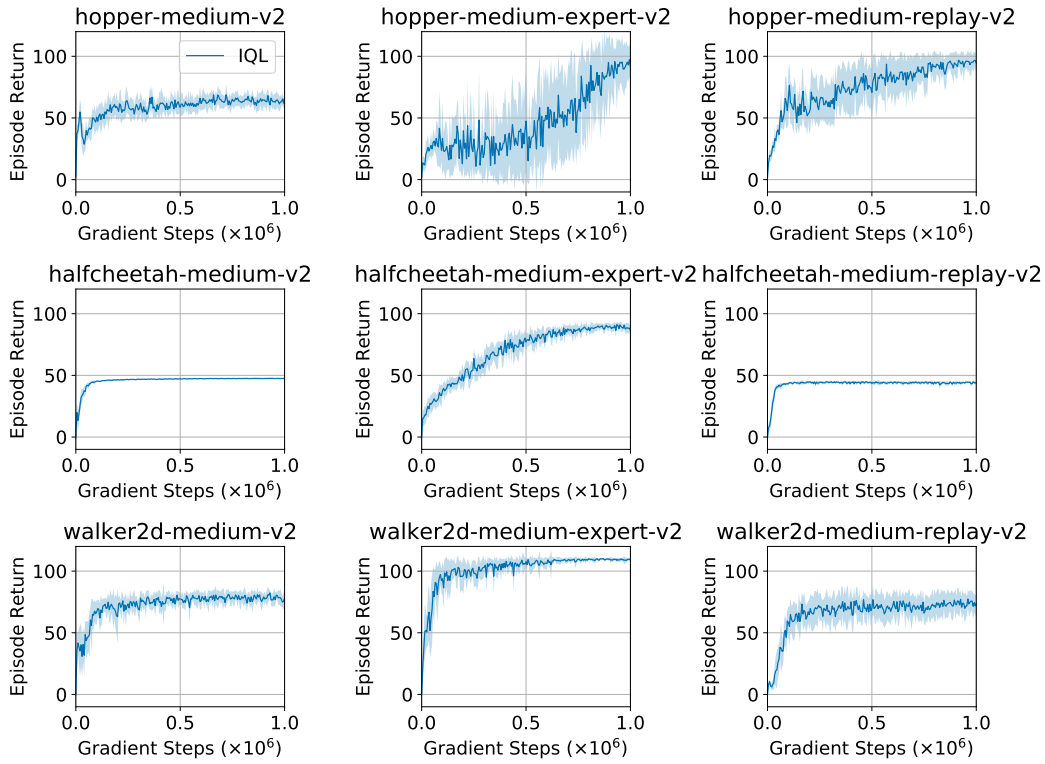 hopper-medium-v2
Episode Return
100
50
0
IQL
0.0 0.5 1.0
Gradient Steps (×10⁶)
hopper-medium-expert-v2
Episode Return
100
50
0
0.0 0.5 1.0
Gradient Steps (×10⁶)
hopper-medium-replay-v2
Episode Return
100
50
0
0.0 0.5 1.0
Gradient Steps (×10⁶)
halfcheetah-medium-v2
Episode Return
100
50
0
0.0 0.5 1.0
Gradient Steps (×10⁶)
halfcheetah-medium-expert-v2
Episode Return
100
50
0
0.0 0.5 1.0
Gradient Steps (×10⁶)
halfcheetah-medium-replay-v2
Episode Return
100
50
0
0.0 0.5 1.0
Gradient Steps (×10⁶)
walker2d-medium-v2
Episode Return
100
50
0
0.0 0.5 1.0
Gradient Steps (×10⁶)
walker2d-medium-expert-v2
Episode Return
100
50
0
0.0 0.5 1.0
Gradient Steps (×10⁶)
walker2d-medium-replay-v2
Episode Return
100
50
0
0.0 0.5 1.0
Gradient Steps (×10⁶)